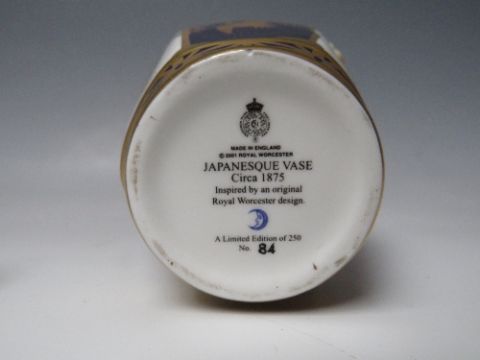 MADE IN ENGLAND
© 2001 ROYAL WORCESTER
JAPANESQUE VASE
Circa 1875
Inspired by an original
Royal Worcester design.
A Limited Edition of 250
No. 84